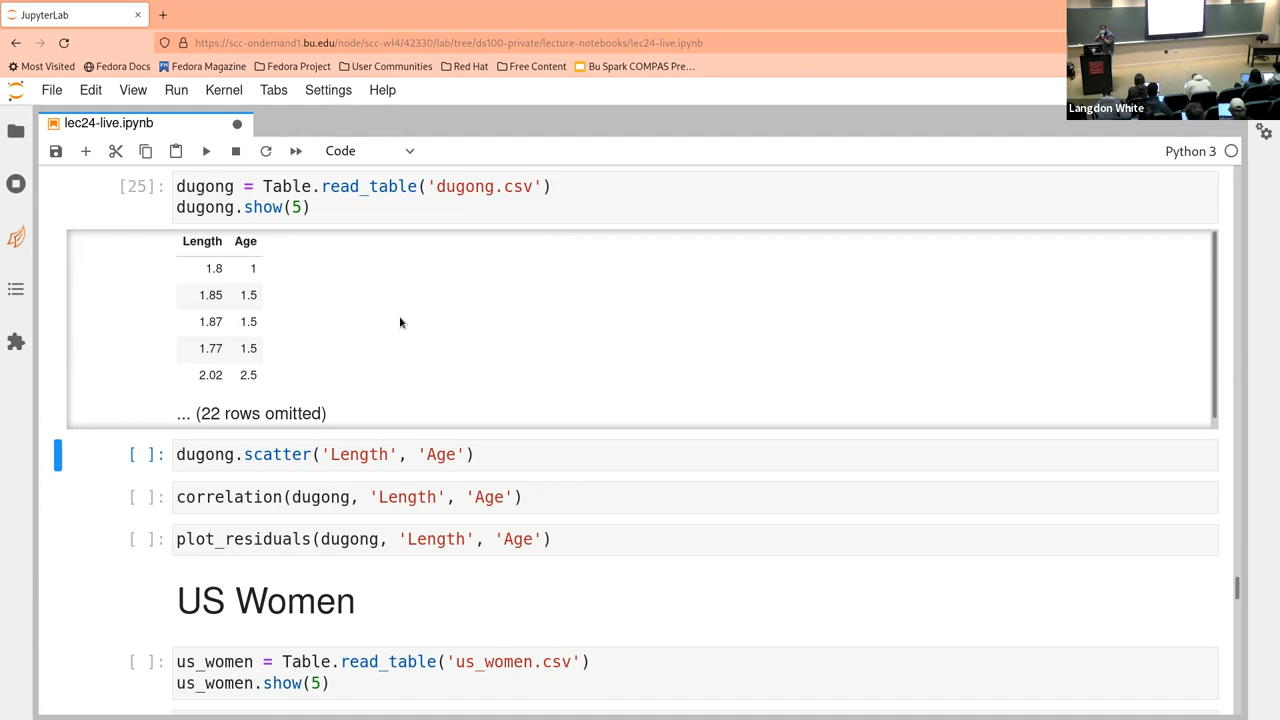 JupyterLab
https://scc-ondemand1.bu.edu/node/scc-wl4/42330/lab/tree/ds100-private/lecture-notebooks/lec24-live.ipynb
Most Visited Fedora Docs Fedora Magazine Fedora Project User Communities Red Hat Free Content Bu Spark COMPAS Pre…
Langdon White
File Edit View Run Kernel Tabs Settings Help
lec24-live.ipynb
Code
Python 3
[25]: dugong = Table.read_table('dugong.csv')
dugong.show(5)
Length Age
1.8 1
1.85 1.5
1.87 1.5
1.77 1.5
2.02 2.5
... (22 rows omitted)
[ ]: dugong.scatter('Length', 'Age')
[ ]: correlation(dugong, 'Length', 'Age')
[ ]: plot_residuals(dugong, 'Length', 'Age')
US Women
[ ]: us_women = Table.read_table('us_women.csv')
us_women.show(5)